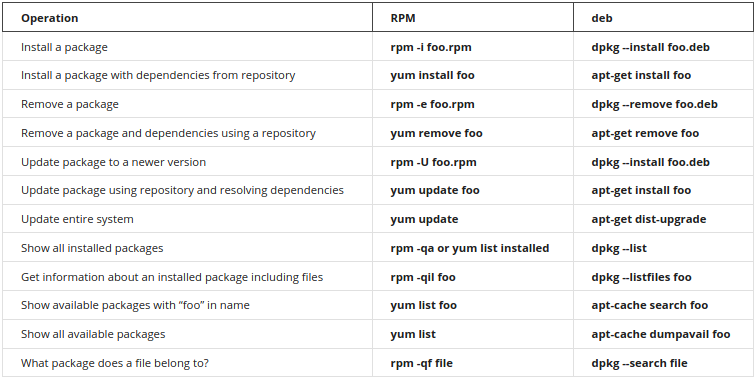 Operation RPM deb
Install a package rpm -i foo.rpm dpkg --install foo.deb
Install a package with dependencies from repository yum install foo apt-get install foo
Remove a package rpm -e foo.rpm dpkg --remove foo.deb
Remove a package and dependencies using a repository yum remove foo apt-get remove foo
Update package to a newer version rpm -U foo.rpm dpkg --install foo.deb
Update package using repository and resolving dependencies yum update foo apt-get install foo
Update entire system yum update apt-get dist-upgrade
Show all installed packages rpm -qa or yum list installed dpkg --list
Get information about an installed package including files rpm -qil foo dpkg --listfiles foo
Show available packages with “foo” in name yum list foo apt-cache search foo
Show all available packages yum list apt-cache dumpavail foo
What package does a file belong to? rpm -qf file dpkg --search file